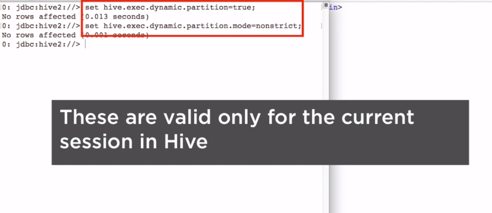 0: jdbc:hive2://> set hive.exec.dynamic.partition=true;
No rows affected (0.013 seconds)
0: jdbc:hive2://> set hive.exec.dynamic.partition.mode=nonstrict;
No rows affected (0.001 seconds)
0: jdbc:hive2://>
in>
These are valid only for the current
session in Hive